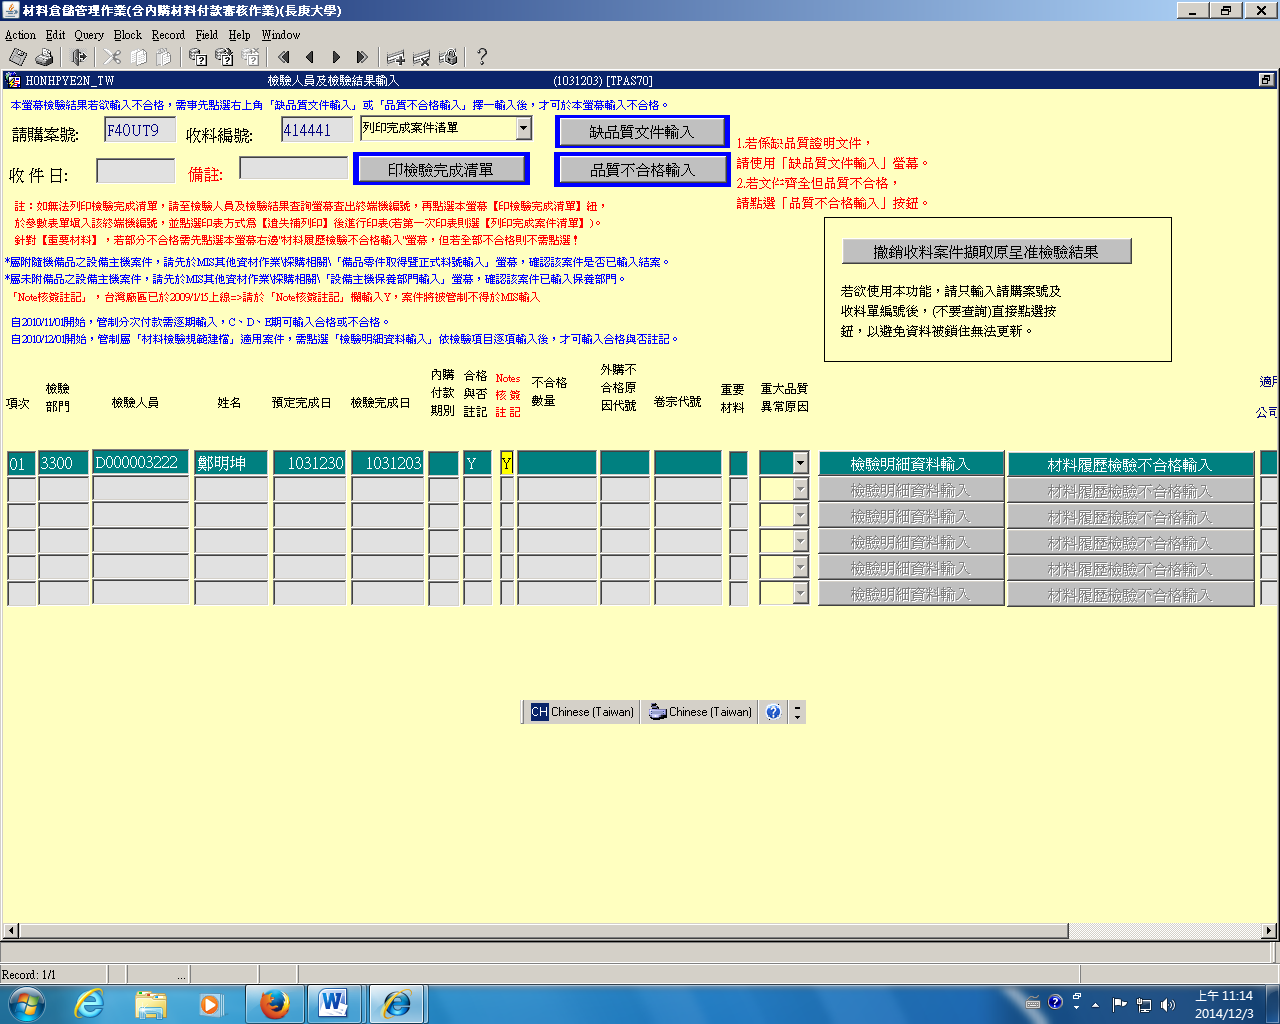 材料倉儲管理作業(含內購材料付款審核作業)(長庚大學)
Action Edit Query Block Record Field Help Window
H0NHPYE2N_TW 檢驗人員及檢驗結果輸入 (1031203) [TPAS70]
本螢幕檢驗結果若欲輸入不合格，需事先點選右上角「缺品質文件輸入」或「品質不合格輸入」擇一輸入後，才可於本螢幕輸入不合格。
請購案號: F40UT9 收料編號: 414441 列印完成案件清單 缺品質文件輸入
收件日: 備註: 印檢驗完成清單 品質不合格輸入
1.若係缺品質證明文件，
請使用「缺品質文件輸入」螢幕。
2.若文件齊全但品質不合格，
請點選「品質不合格輸入」按鈕。
註：如無法列印檢驗完成清單，請至檢驗人員及檢驗結果查詢螢幕查出終端機編號，再點選本螢幕【印檢驗完成清單】紐，
於參數表單填入該終端機編號，並點選印表方式為【追失補列印】後進行印表(若第一次印表則選【列印完成案件清單】)。
針對【重要材料】，若部分不合格需先點選本螢幕右邊"材料履歷檢驗不合格輸入"螢幕，但若全部不合格則不需點選！
*屬附隨機備品之設備主機案件，請先於MIS其他資材作業\採購相關\「備品零件取得暨正式料號輸入」螢幕，確認該案件是否已輸入結案。
*屬未附備品之設備主機案件，請先於MIS其他資材作業\採購相關\「設備主機保養部門輸入」螢幕，確認該案件已輸入保養部門。
「Note核簽註記」，台灣廠區已於2009/1/15上線=>請於「Note核簽註記」欄輸入Y，案件將被管制不得於MIS輸入
自2010/11/01開始，管制分次付款需逐期輸入，C、D、E期可輸入合格或不合格。
自2010/12/01開始，管制屬「材料檢驗規範建檔」適用案件，需點選「檢驗明細資料輸入」依檢驗項目逐項輸入後，才可輸入合格與否註記。
撤銷收料案件擷取原呈准檢驗結果
若欲使用本功能，請只輸入請購案號及
收料單編號後，(不要查詢)直接點選按
鈕，以避免資料被鎖住無法更新。
項次 檢驗部門 檢驗人員 姓名 預定完成日 檢驗完成日 內購付款期別 合格與否註記 Notes核簽註記 不合格數量 外購不合格原因代號 卷宗代號 重要材料 重大品質異常原因 適用 公司
01 3300 D000003222 鄭明坤 1031230 1031203 Y Y 檢驗明細資料輸入 材料履歷檢驗不合格輸入
檢驗明細資料輸入 材料履歷檢驗不合格輸入
檢驗明細資料輸入 材料履歷檢驗不合格輸入
檢驗明細資料輸入 材料履歷檢驗不合格輸入
檢驗明細資料輸入 材料履歷檢驗不合格輸入
檢驗明細資料輸入 材料履歷檢驗不合格輸入
CH Chinese (Taiwan) Chinese (Taiwan)
Record: 1/1 ...
上午 11:14
2014/12/3